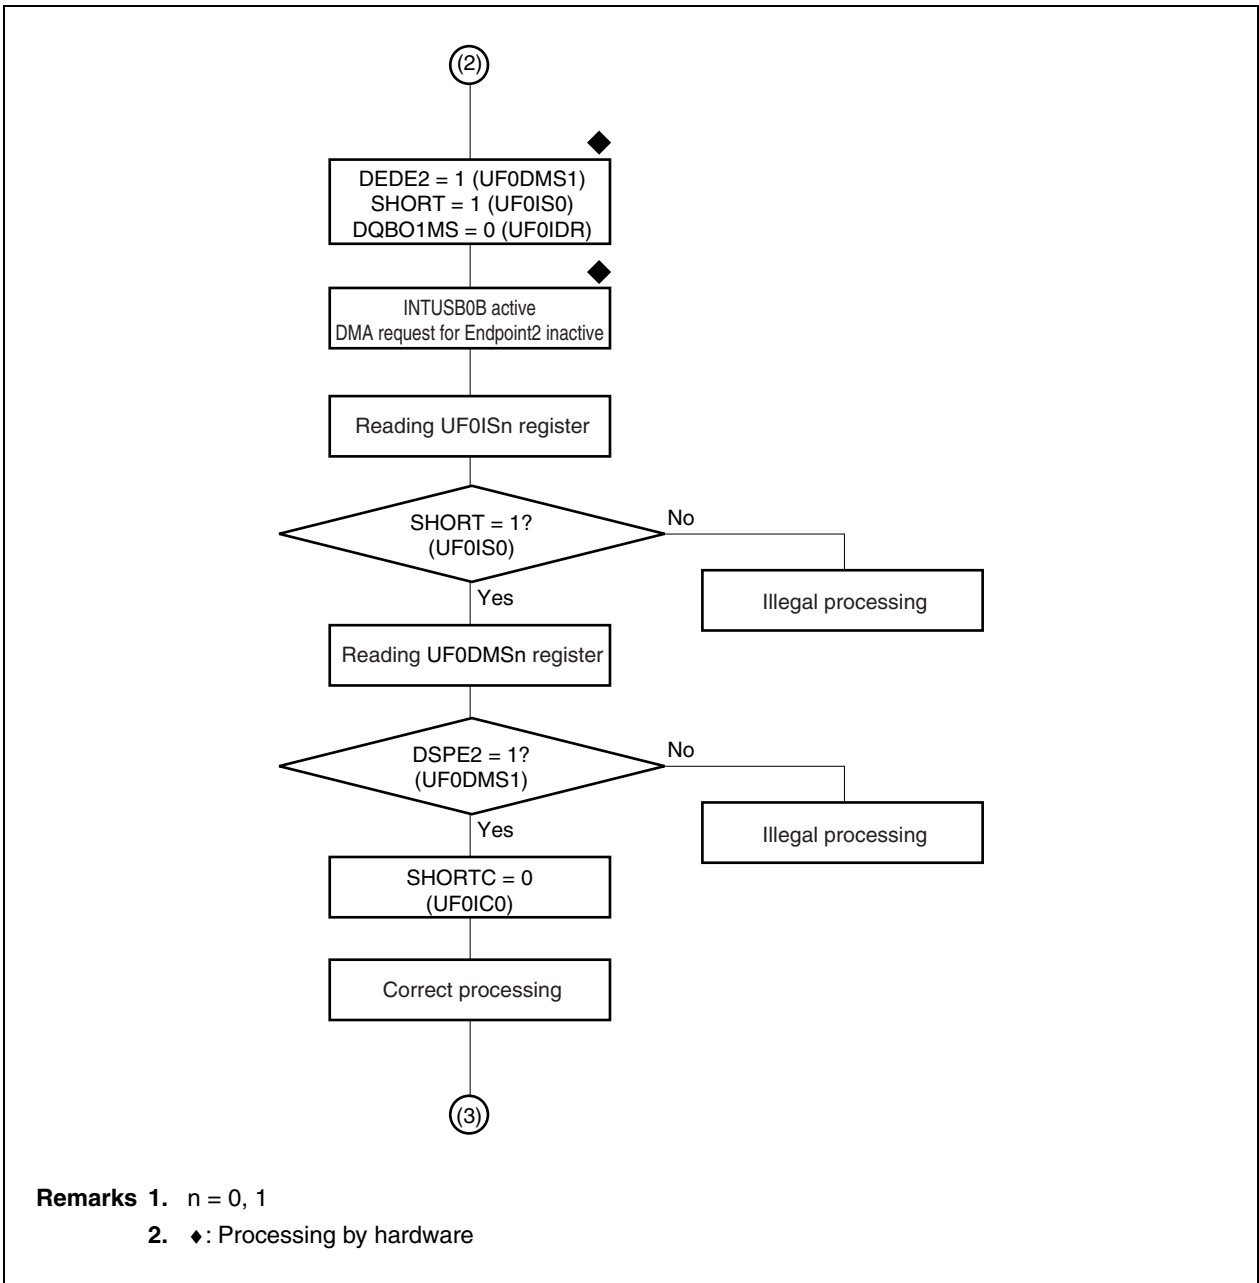 (2)
DEDE2 = 1 (UF0DMS1)
SHORT = 1 (UF0IS0)
DQBO1MS = 0 (UF0IDR)
INTUSB0B active
DMA request for Endpoint2 inactive
Reading UF0ISn register
SHORT = 1?
(UF0IS0)
No
Illegal processing
Yes
Reading UF0DMSn register
DSPE2 = 1?
(UF0DMS1)
No
Illegal processing
Yes
SHORTC = 0
(UF0IC0)
Correct processing
(3)
Remarks 1. n = 0, 1
2. ♦: Processing by hardware